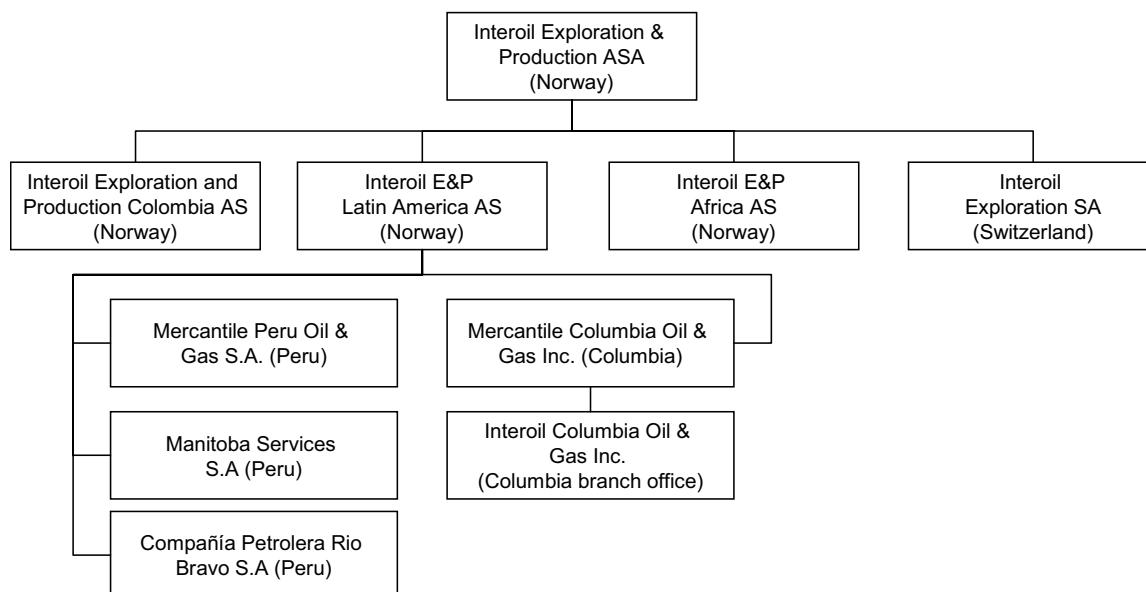 Interoil Exploration &
Production ASA
(Norway)
Interoil Exploration and
Production Colombia AS
(Norway)
Interoil E&P
Latin America AS
(Norway)
Interoil E&P
Africa AS
(Norway)
Interoil
Exploration SA
(Switzerland)
Mercantile Peru Oil &
Gas S.A. (Peru)
Mercantile Columbia Oil &
Gas Inc. (Columbia)
Manitoba Services
S.A (Peru)
Interoil Columbia Oil &
Gas Inc.
(Columbia branch office)
Compañía Petrolera Rio
Bravo S.A (Peru)